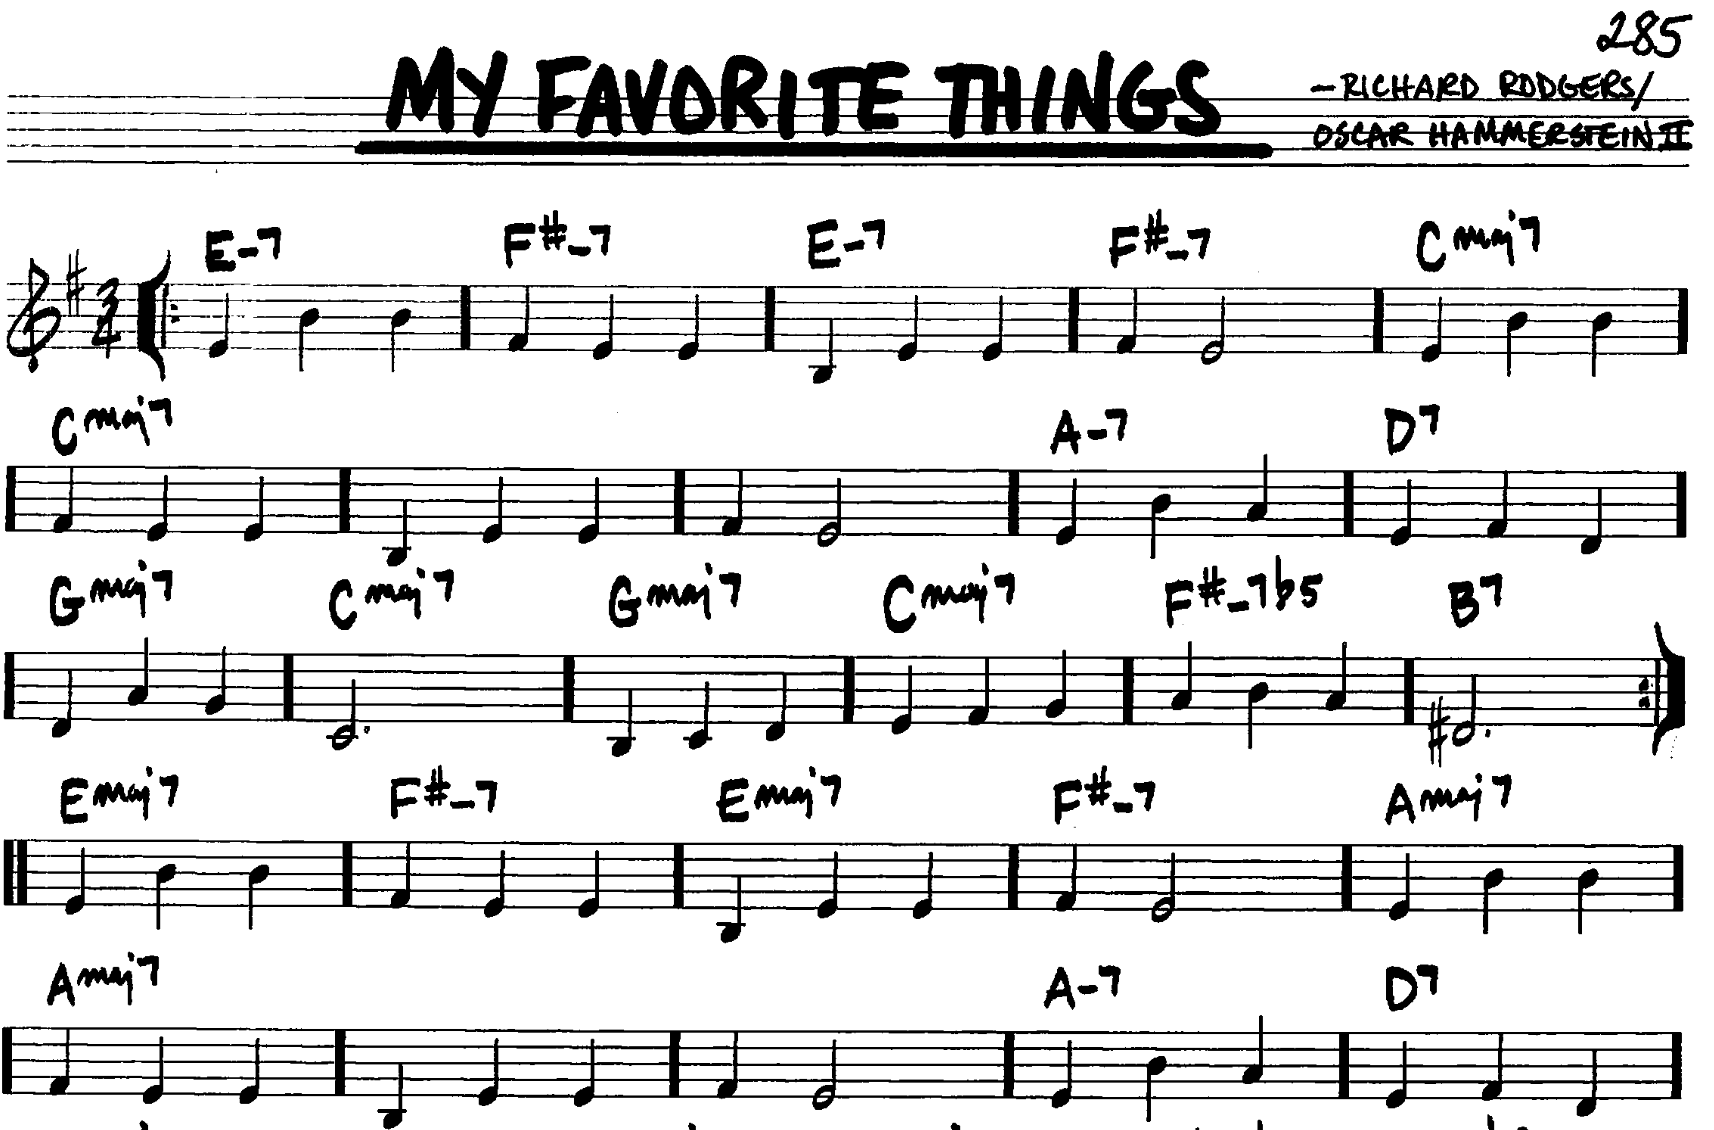 285
MY FAVORITE THINGS
—RICHARD RODGERS/
OSCAR HAMMERSTEIN II
E-7 F#-7 E-7 F#-7 Cmaj7
3/4
Cmaj7 A-7 D7
Gmaj7 Cmaj7 Gmaj7 Cmaj7 F#-7b5 B7
Emaj7 F#-7 Emaj7 F#-7 Amaj7
Amaj7 A-7 D7